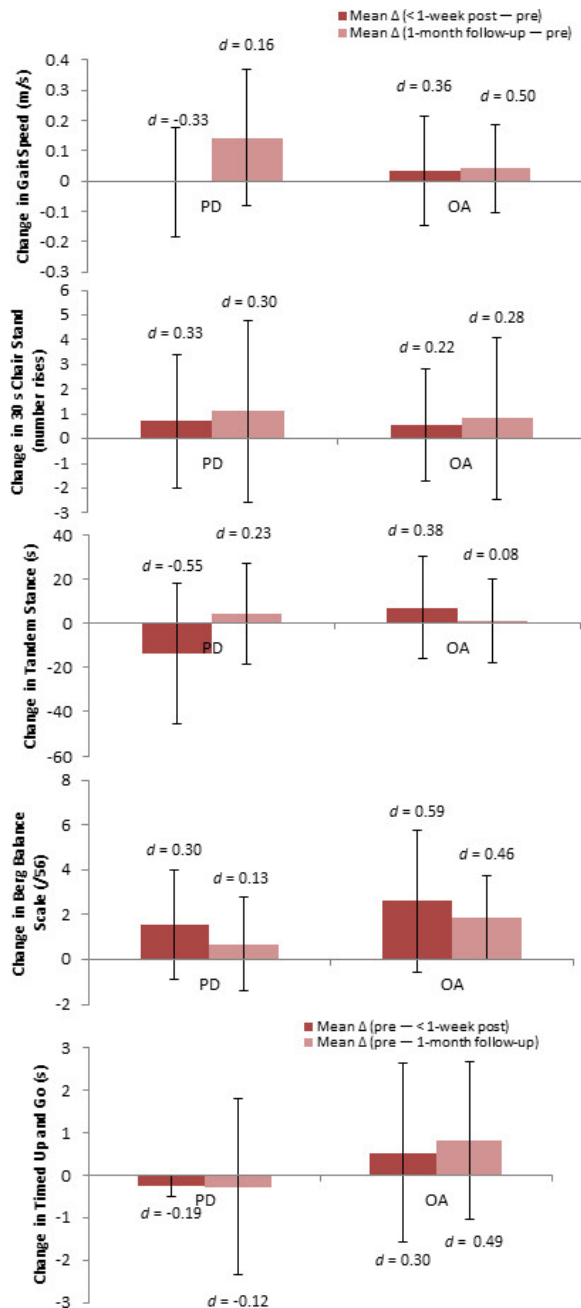 Mean Δ (< 1-week post — pre)
Mean Δ (1-month follow-up — pre)
Change in Gait Speed (m/s)
0.4
0.3
0.2
0.1
0
-0.1
-0.2
-0.3
d = -0.33
d = 0.16
d = 0.36
d = 0.50
PD
OA
Change in 30 s Chair Stand
(number rises)
6
5
4
3
2
1
0
-1
-2
-3
d = 0.33
d = 0.30
d = 0.22
d = 0.28
PD
OA
Change in Tandem Stance (s)
40
20
0
-20
-40
-60
d = -0.55
d = 0.23
d = 0.38
d = 0.08
PD
OA
Change in Berg Balance
Scale (/56)
8
6
4
2
0
-2
d = 0.30
d = 0.13
d = 0.59
d = 0.46
PD
OA
Mean Δ (pre — < 1-week post)
Mean Δ (pre — 1-month follow-up)
Change in Timed Up and Go (s)
3
2
1
0
-1
-2
-3
PD
OA
d = -0.19
d = -0.12
d = 0.30
d = 0.49